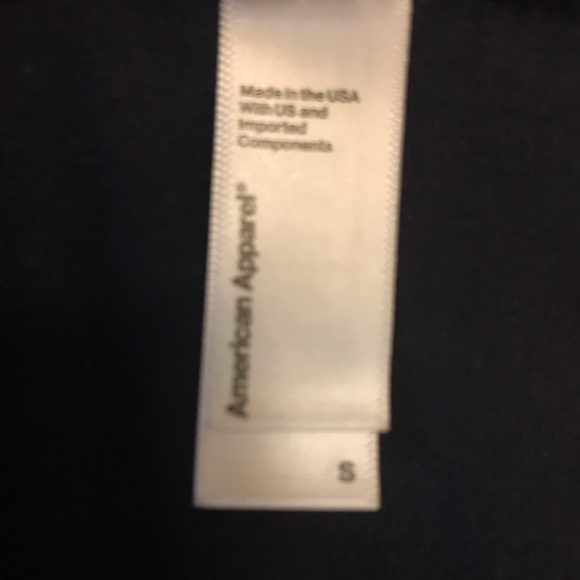 Made in the USA
With US and
Imported
Components
American Apparel®
S